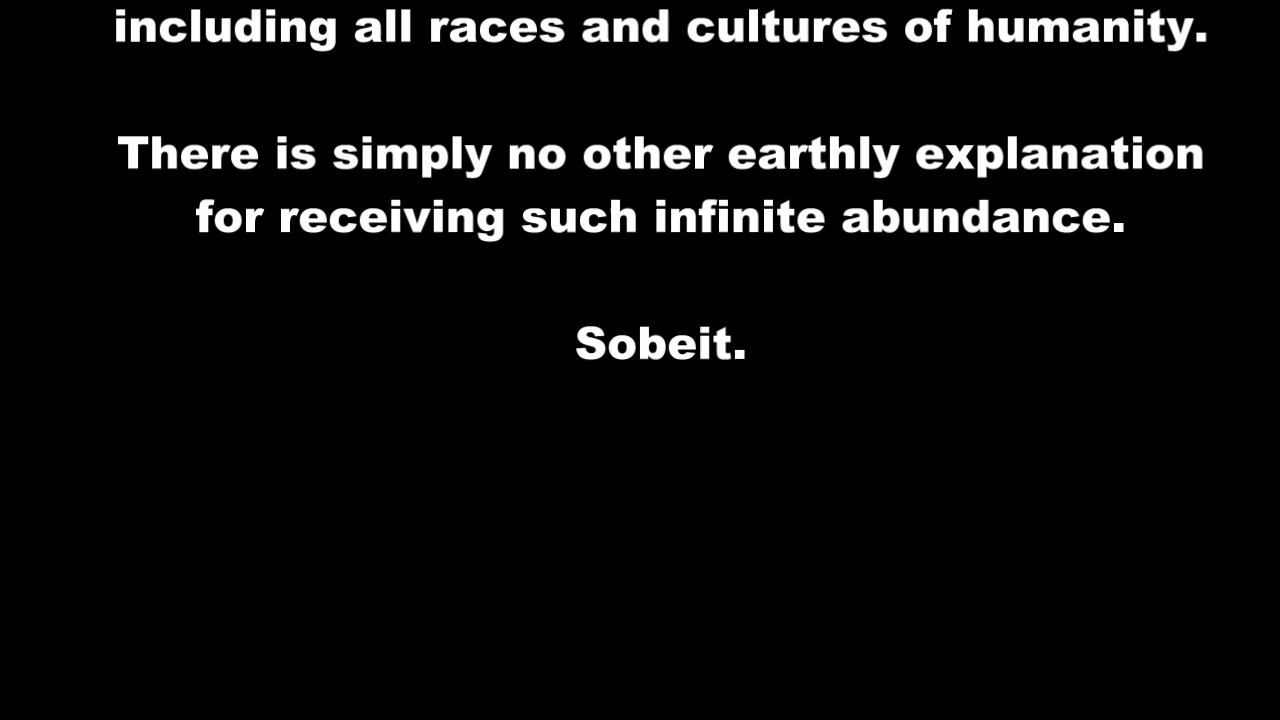 including all races and cultures of humanity.
There is simply no other earthly explanation
for receiving such infinite abundance.
Sobeit.